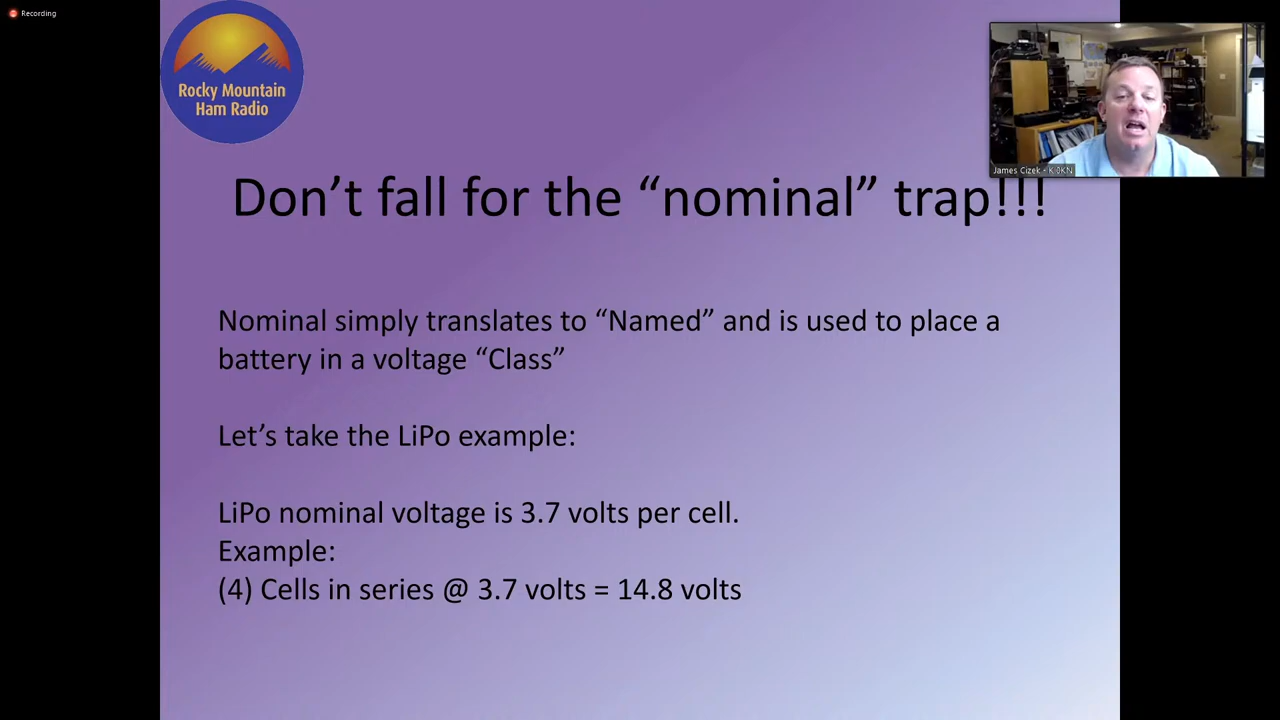 Recording
Rocky Mountain
Ham Radio
James Cizek - KI0KN
Don’t fall for the “nominal” trap!!!
Nominal simply translates to “Named” and is used to place a
battery in a voltage “Class”
Let’s take the LiPo example:
LiPo nominal voltage is 3.7 volts per cell.
Example:
(4) Cells in series @ 3.7 volts = 14.8 volts